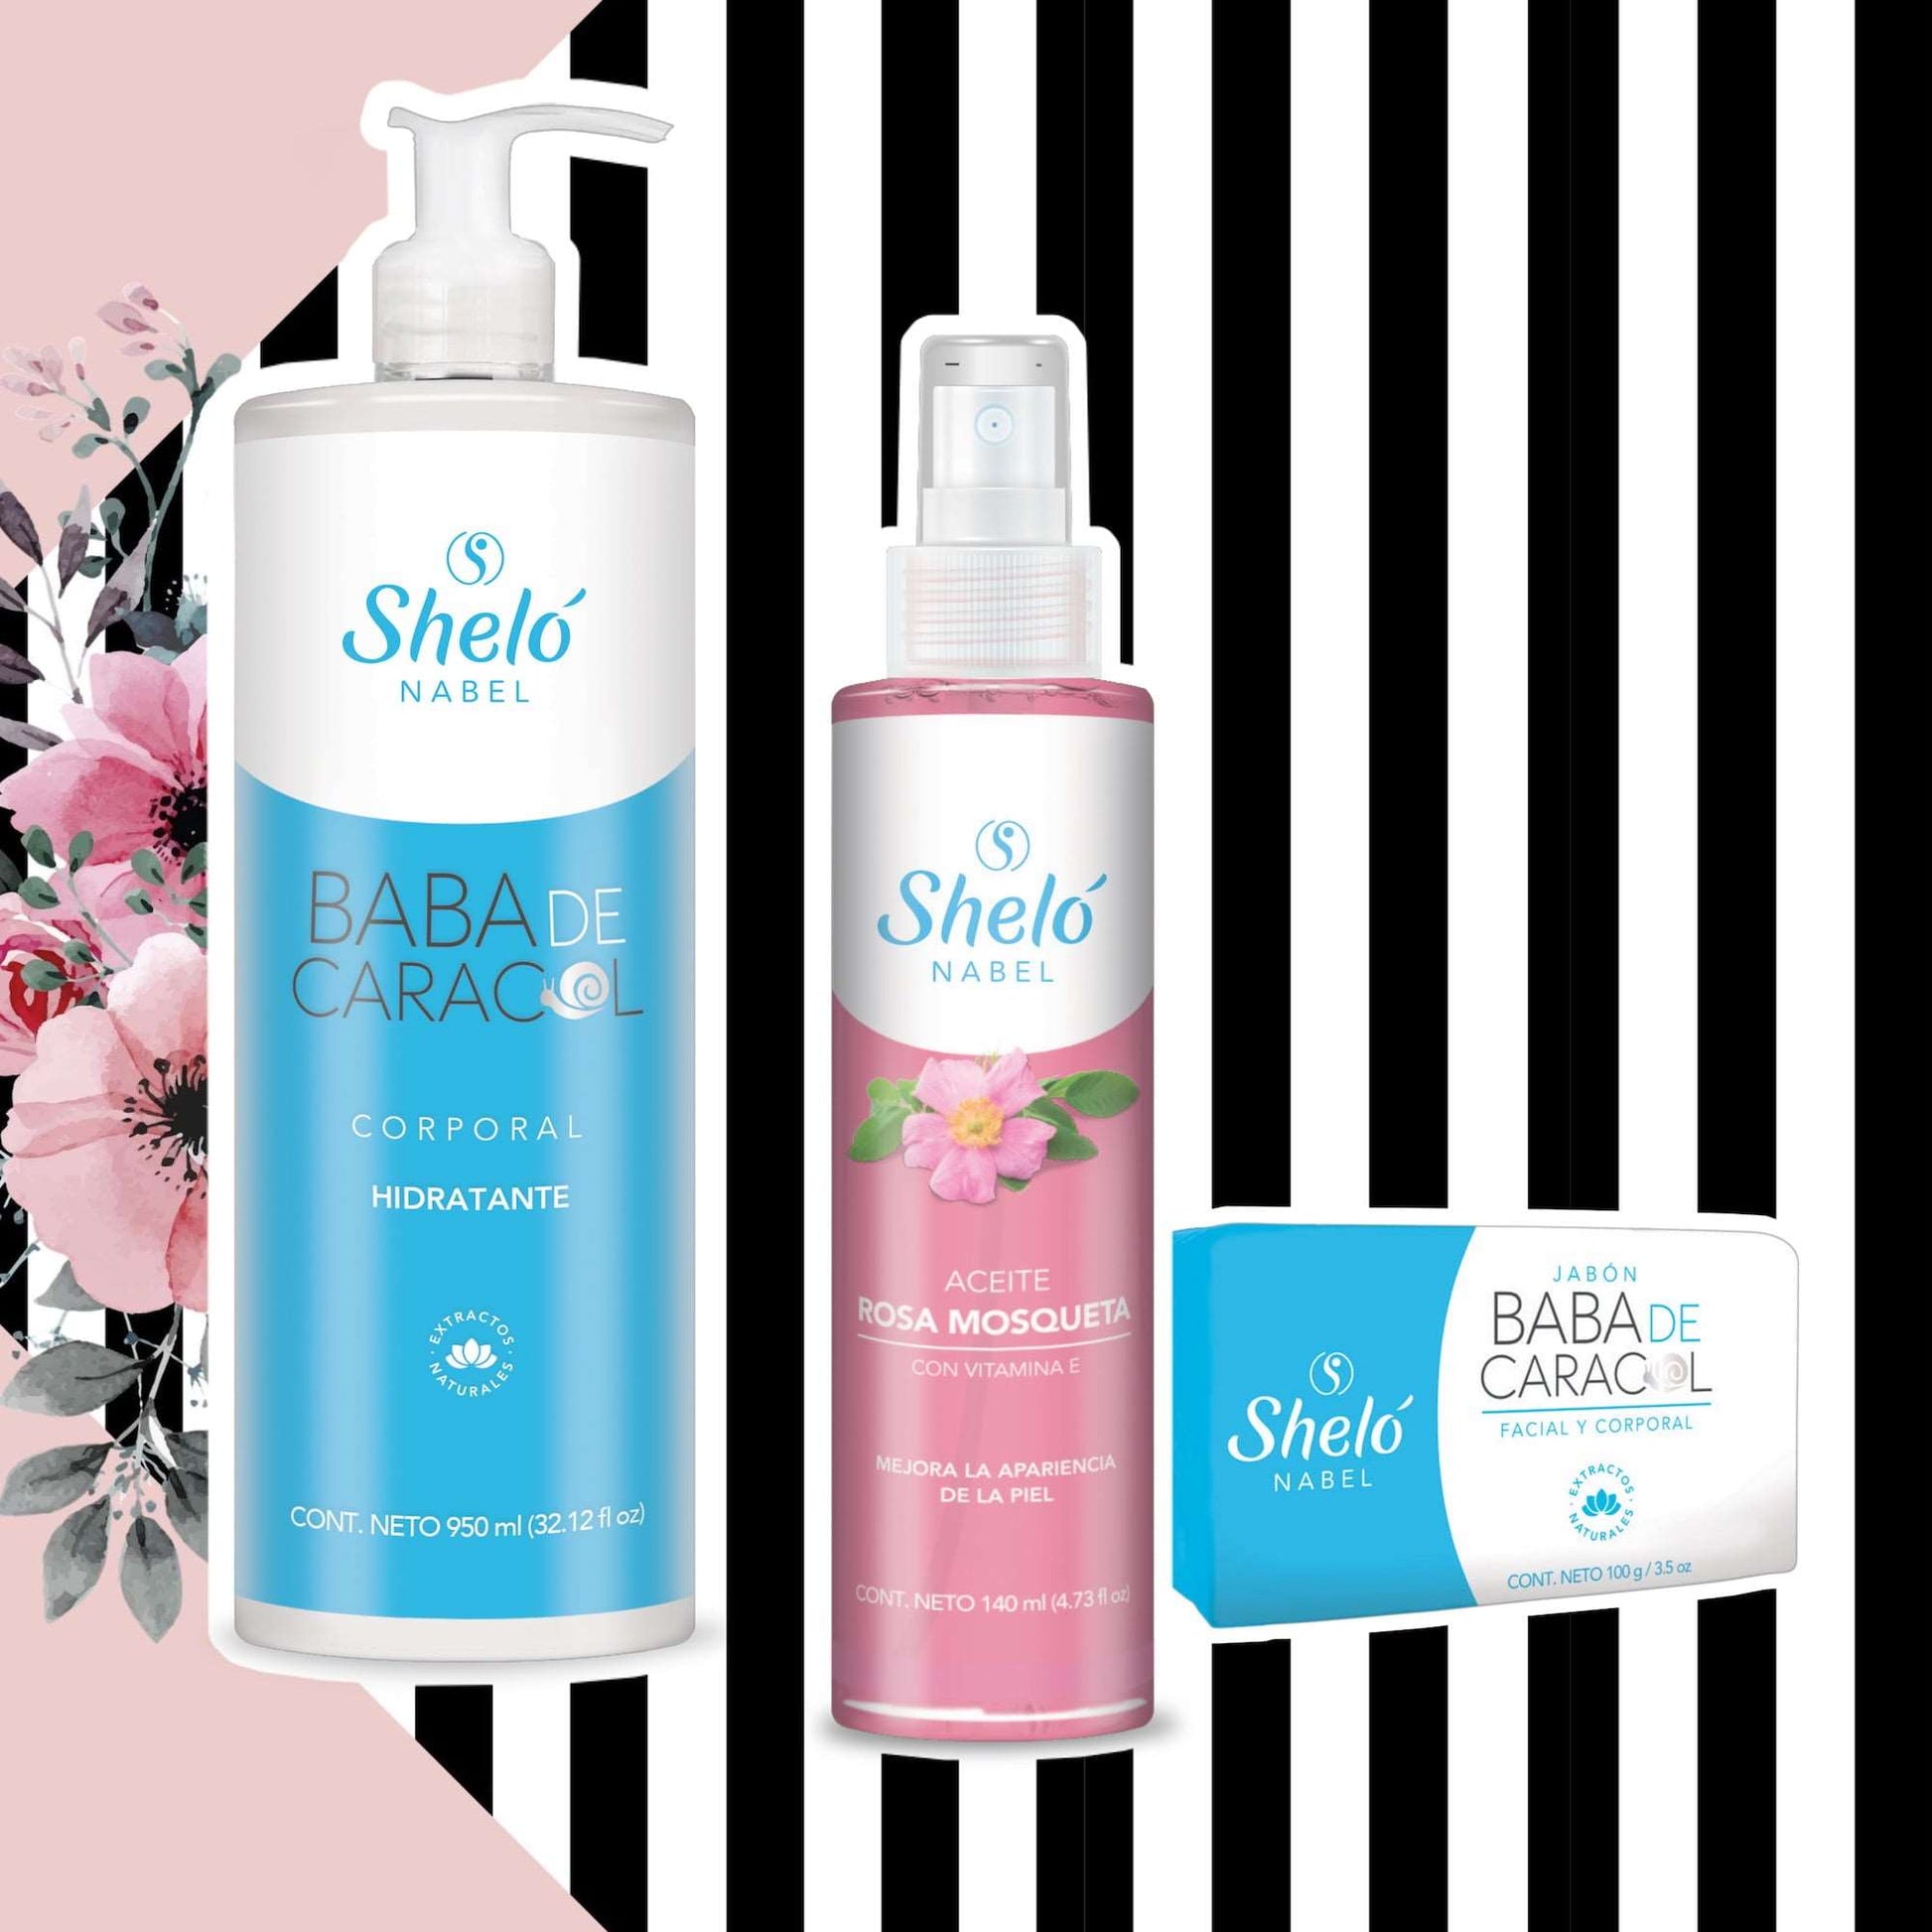 Sheló
NABEL
BABA DE
CARACOL
CORPORAL
HIDRATANTE
EXTRACTOS
NATURALES
CONT. NETO 950 ml (32.12 fl oz)
Sheló
NABEL
ACEITE
ROSA MOSQUETA
CON VITAMINA E
MEJORA LA APARIENCIA
DE LA PIEL
CONT. NETO 140 ml (4.73 fl oz)
Sheló
NABEL
JABÓN
BABA DE
CARACOL
FACIAL Y CORPORAL
EXTRACTOS
NATURALES
CONT. NETO 100 g / 3.5 oz